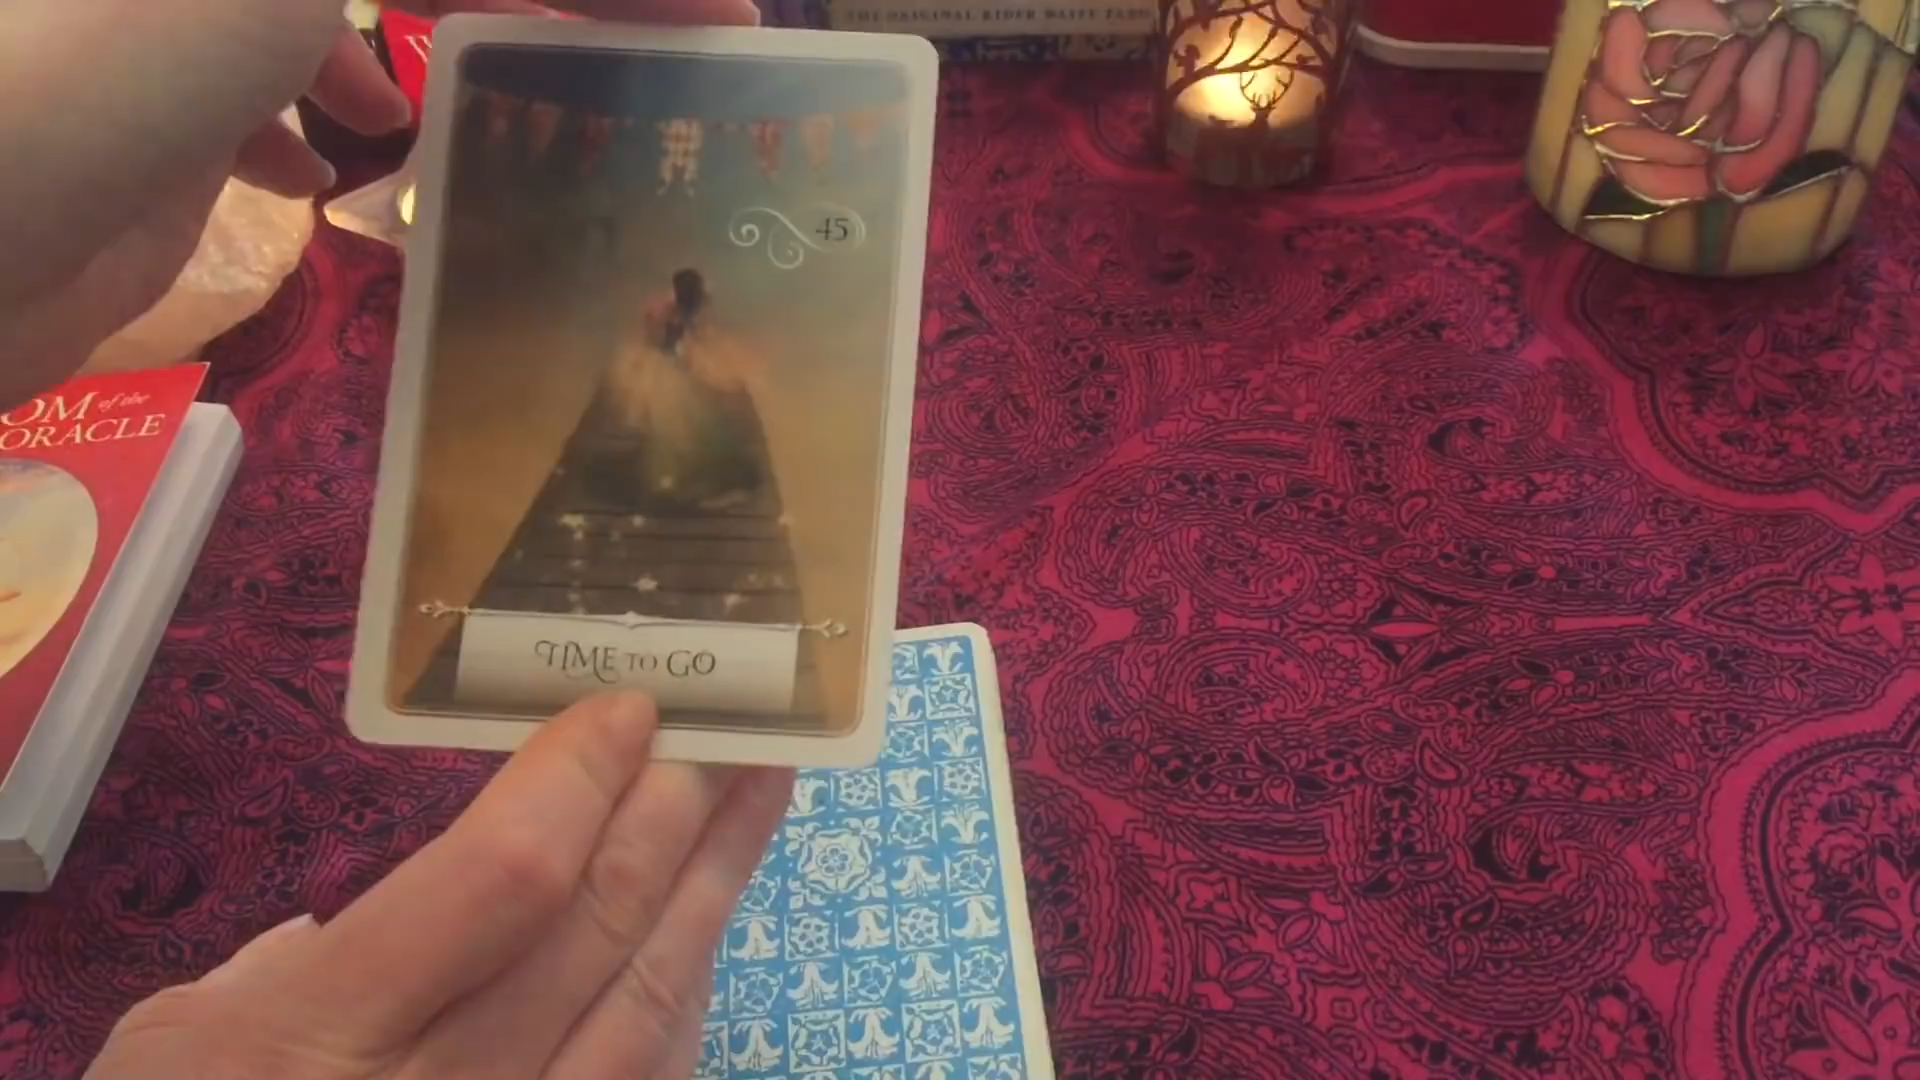 THE ORIGINAL RIDER WAITE TAROT
45
OM of the
ORACLE
TIME TO GO